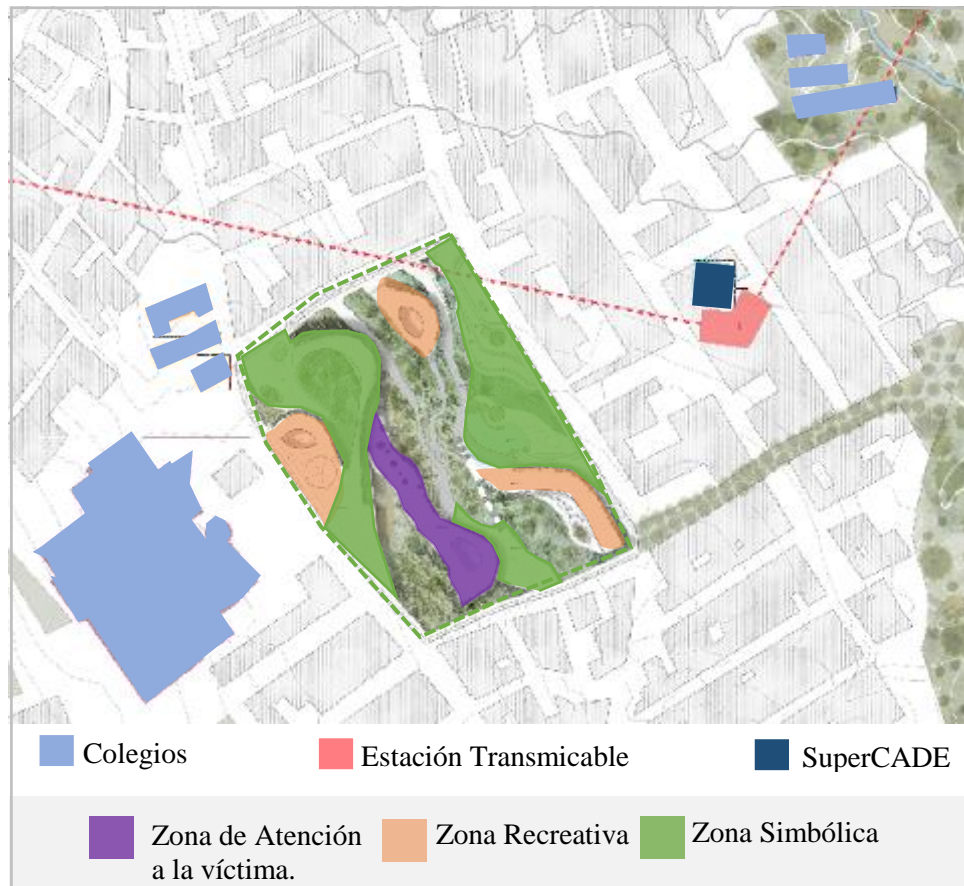 Colegios
Estación Transmicable
SuperCADE
Zona de Atención
a la víctima.
Zona Recreativa
Zona Simbólica